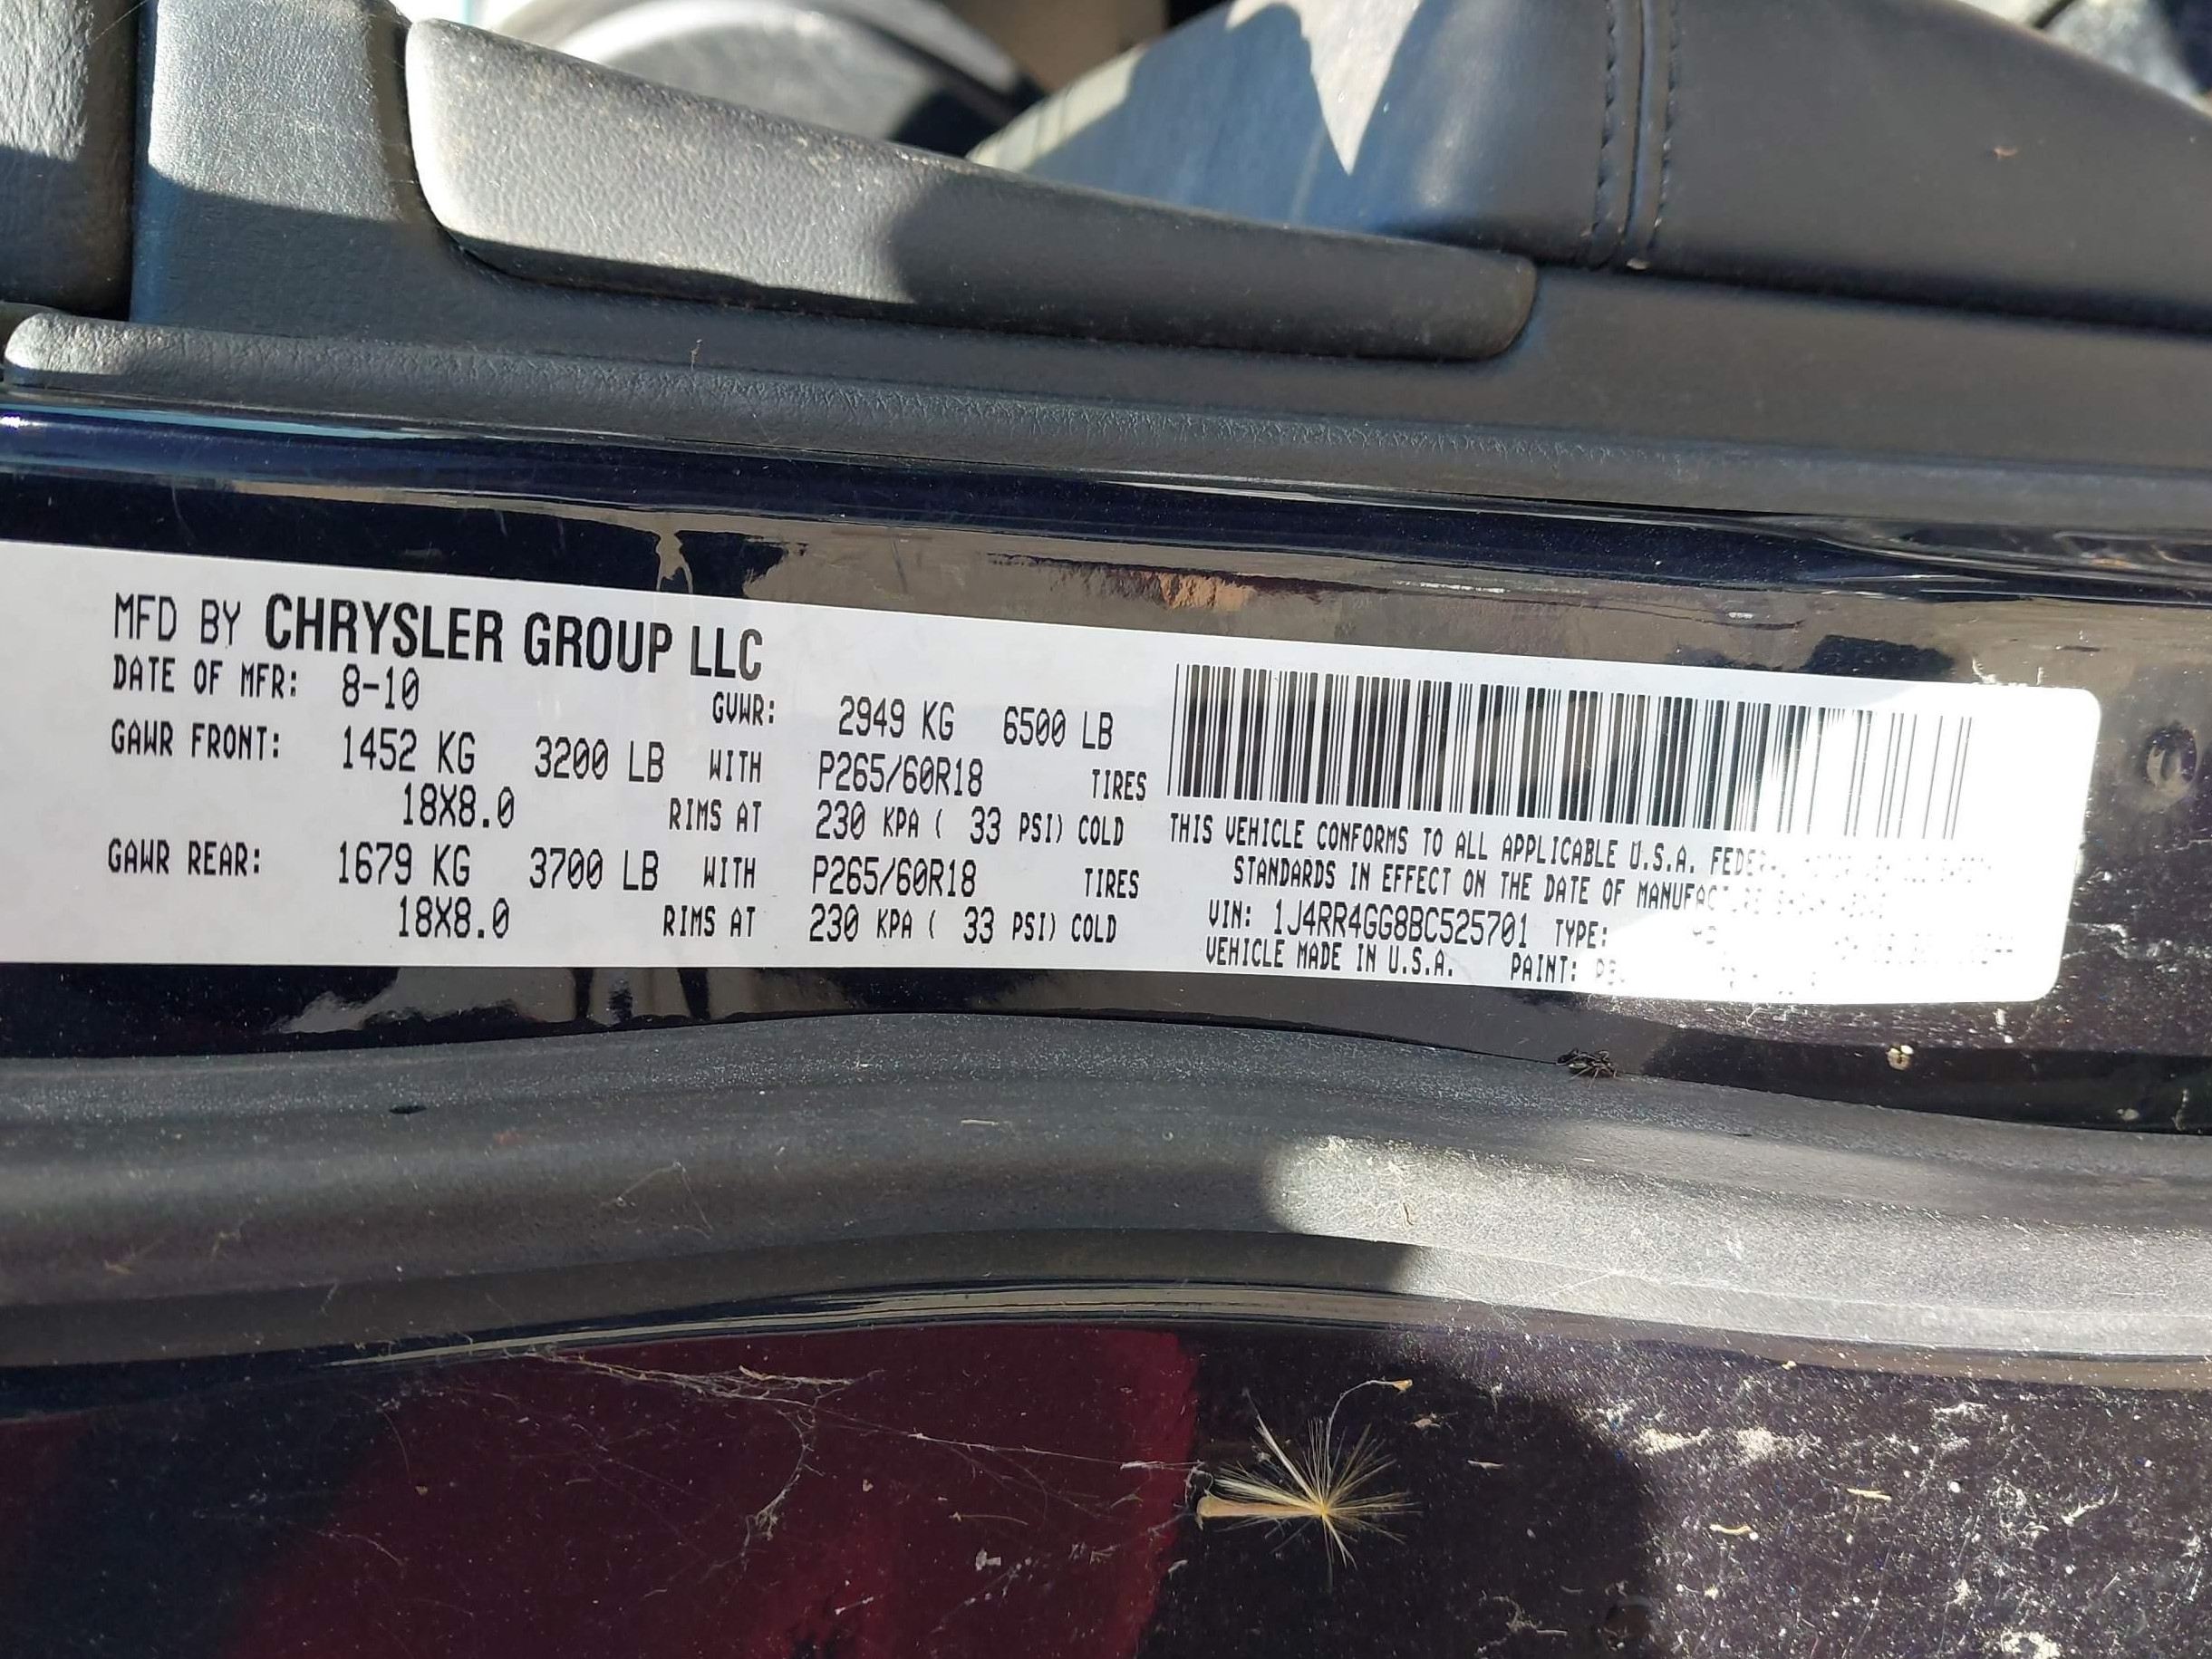 MFD BY CHRYSLER GROUP LLC
DATE OF MFR: 8-10 GVWR: 2949 KG 6500 LB
GAWR FRONT: 1452 KG 3200 LB WITH P265/60R18 TIRES
18X8.0 RIMS AT 230 KPA ( 33 PSI) COLD
GAWR REAR: 1679 KG 3700 LB WITH P265/60R18 TIRES
18X8.0 RIMS AT 230 KPA ( 33 PSI) COLD
THIS VEHICLE CONFORMS TO ALL APPLICABLE U.S.A.
STANDARDS IN EFFECT ON THE DATE OF
VIN: 1J4RR4GG8BC525701 TYPE:
VEHICLE MADE IN U.S.A. PAINT: